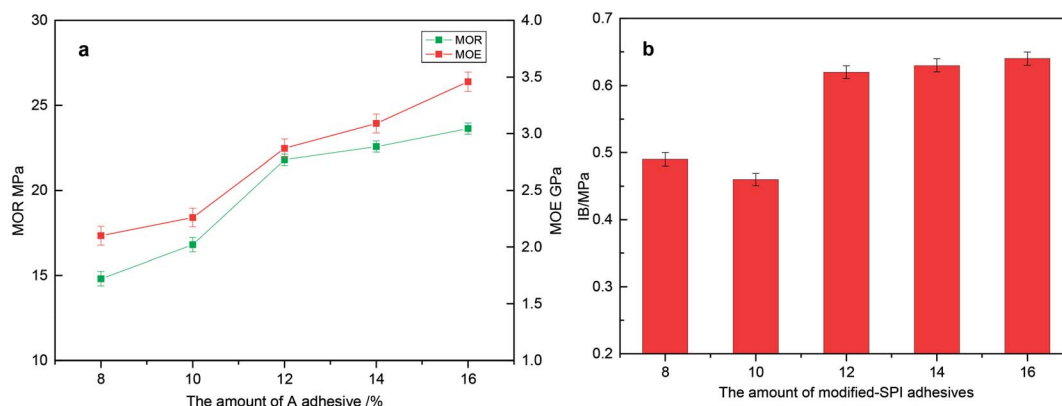 a
MOR
MOE
30
25
20
15
10
MOR MPa
4.0
3.5
3.0
2.5
2.0
1.5
1.0
MOE GPa
8 10 12 14 16
The amount of A adhesive /%
b
0.7
0.6
0.5
0.4
0.3
0.2
IB/MPa
8 10 12 14 16
The amount of modified-SPI adhesives